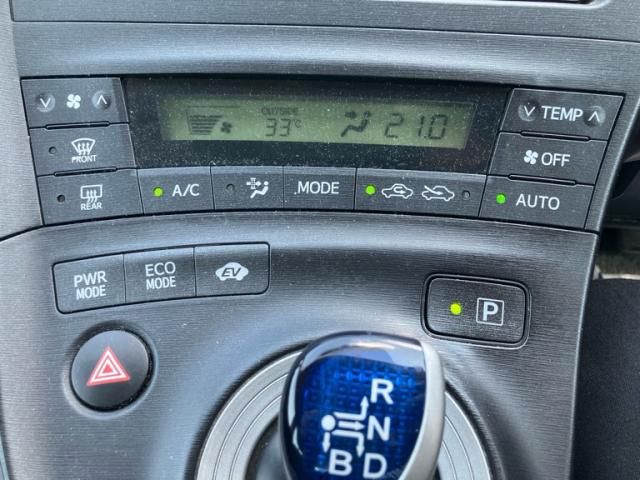 OUTSIDE
33°C
21.0
TEMP
FRONT
OFF
REAR
A/C
MODE
AUTO
PWR
MODE
ECO
MODE
EV
P
R
N
B D